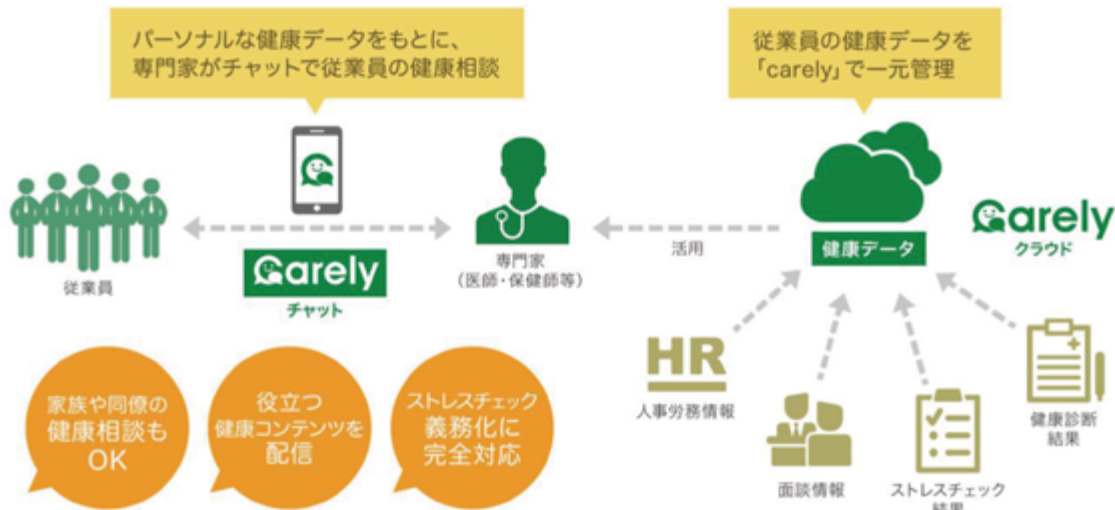 パーソナルな健康データをもとに、
専門家がチャットで従業員の健康相談
従業員の健康データを
「carely」で一元管理
従業員
Carely
チャット
専門家
(医師・保健師等)
活用
健康データ
Carely
クラウド
HR
人事労務情報
面談情報
ストレスチェック
結果
健康診断
結果
家族や同僚の
健康相談も
OK
役立つ
健康コンテンツを
配信
ストレスチェック
義務化に
完全対応